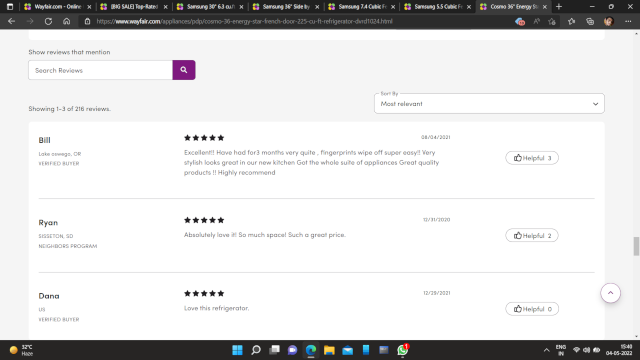 Wayfair.com - Online
[BIG SALE] Top-Rated
Samsung 30" 6.3 cu.f
Samsung 36" Side by
Samsung 7.4 Cubic Fo
Samsung 5.5 Cubic F
Cosmo 36" Energy St
https://www.wayfair.com/appliances/pdp/cosmo-36-energy-star-french-door-225-cu-ft-refrigerator-dvrd1024.html
Show reviews that mention
Search Reviews
Showing 1-3 of 216 reviews.
Sort By
Most relevant
Bill
Lake oswego, OR
VERIFIED BUYER
08/04/2021
Excellent!! Have had for3 months very quite , fingerprints wipe off super easy!! Very
stylish looks great in our new kitchen Got the whole suite of appliances Great quality
products !! Highly recommend
Helpful 3
Ryan
SISSETON, SD
NEIGHBORS PROGRAM
12/31/2020
Absolutely love it! So much space! Such a great price.
Helpful 2
Dana
US
VERIFIED BUYER
12/29/2021
Love this refrigerator.
Helpful 0
32°C
Haze
1
ENG
IN
15:40
04-05-2022